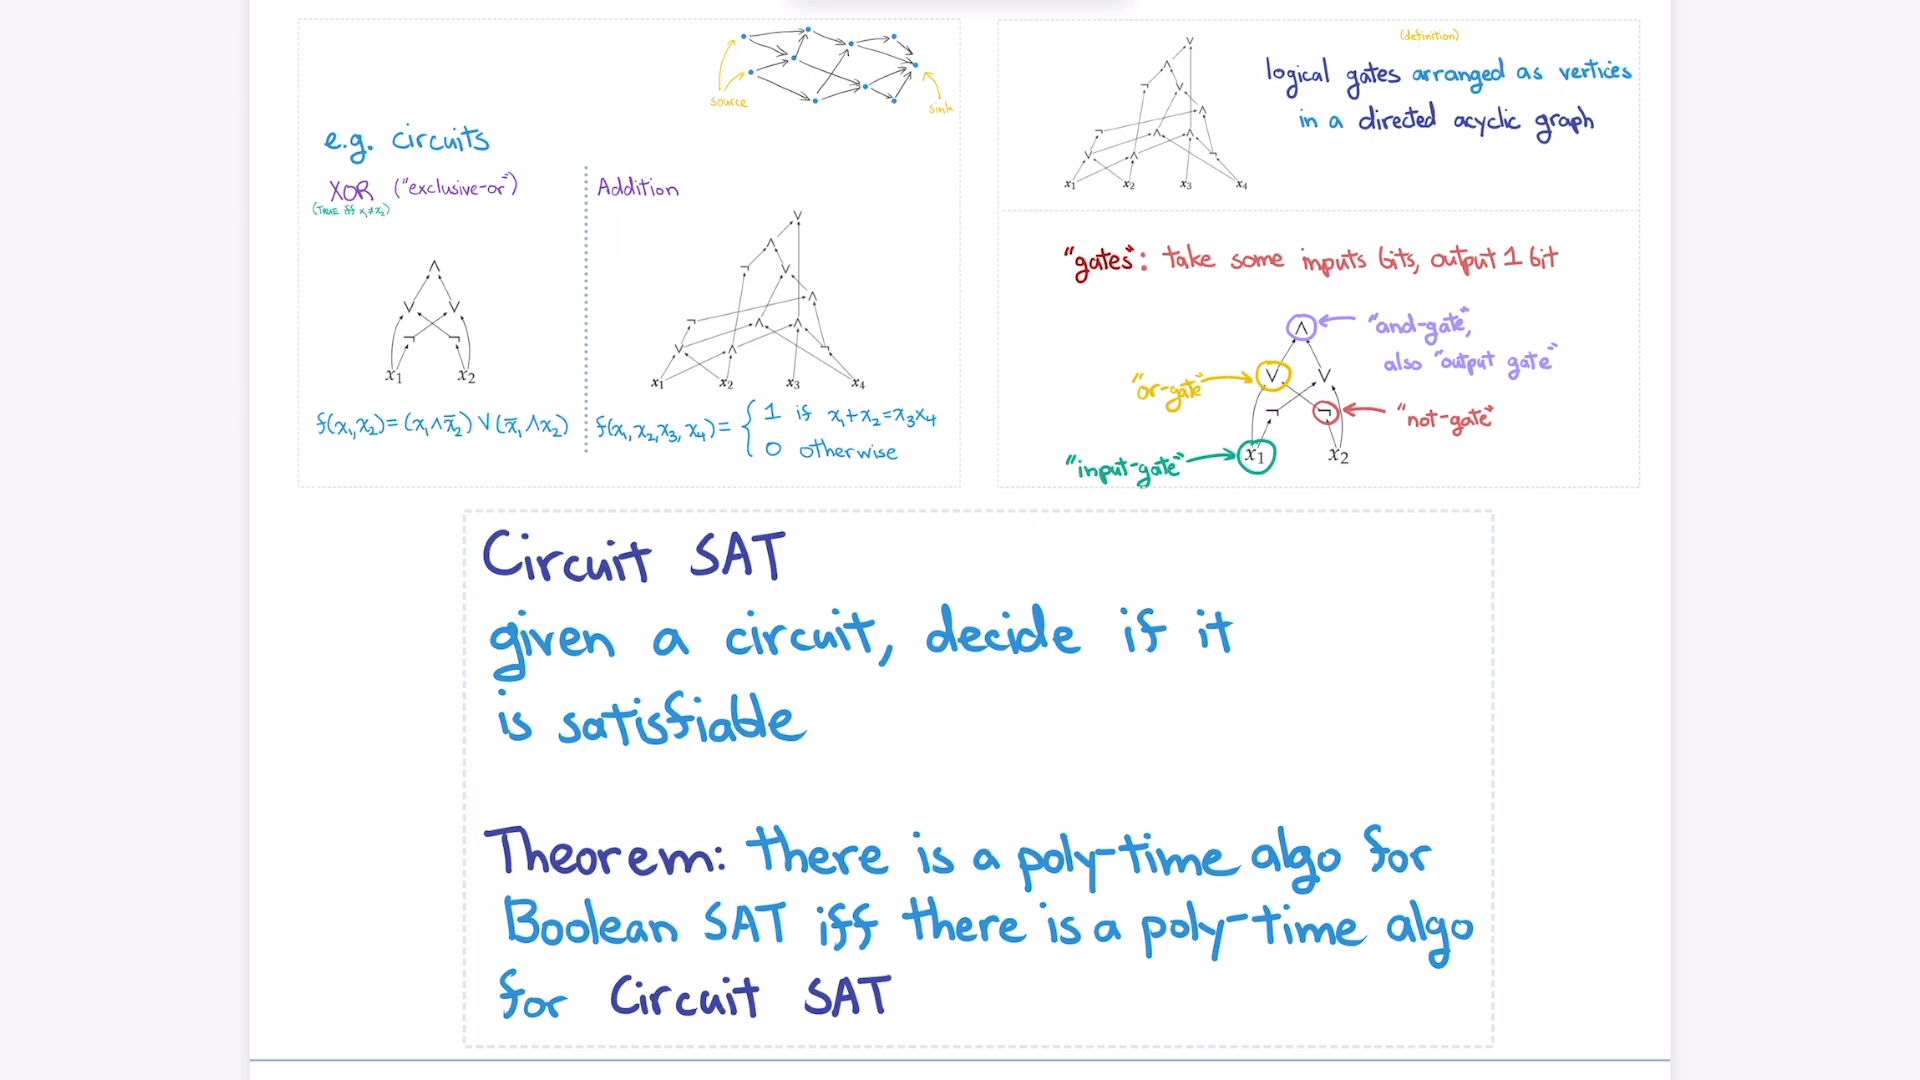 source
sink
e.g. circuits
XOR ("exclusive-or")
(TRUE iff x₁≠x₂)
∧
∨ ∨
¬ ¬
x₁ x₂
f(x₁,x₂)=(x₁∧x̄₂)∨(x̄₁∧x₂)
Addition
∨
∧
¬ ∨
∧
¬ ∧ ∧
∨ ∧ ¬
x₁ x₂ x₃ x₄
f(x₁,x₂,x₃,x₄)= { 1 if x₁+x₂=x₃x₄
0 otherwise
∨
∧
¬ ∨
∧
¬ ∧ ∧
∨ ∧ ¬
x₁ x₂ x₃ x₄
(definition)
logical gates arranged as vertices
in a directed acyclic graph
"gates": take some inputs bits, output 1 bit
∧ "and-gate",
also "output gate"
"or-gate" ∨ ∨
¬ ¬ "not-gate"
"input-gate" x₁ x₂
Circuit SAT
given a circuit, decide if it
is satisfiable
Theorem: there is a poly-time algo for
Boolean SAT iff there is a poly-time algo
for Circuit SAT